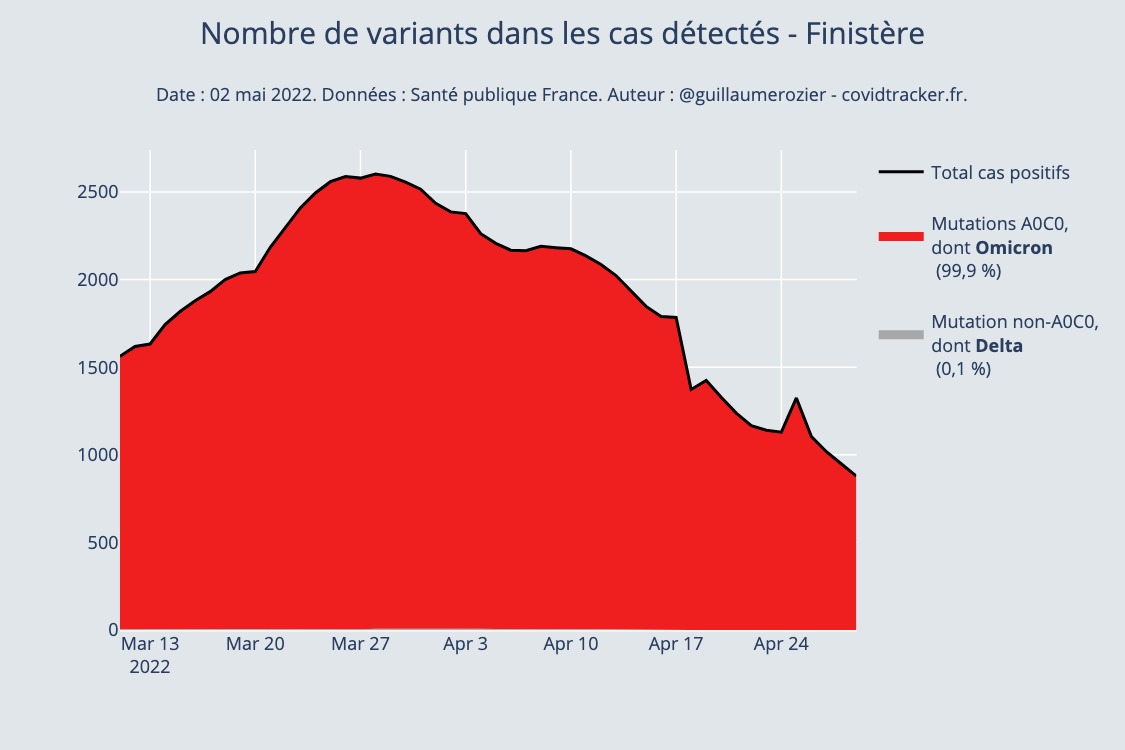 Nombre de variants dans les cas détectés - Finistère
Date : 02 mai 2022. Données : Santé publique France. Auteur : @guillaumerozier - covidtracker.fr.
2500
2000
1500
1000
500
0
Mar 13
2022
Mar 20
Mar 27
Apr 3
Apr 10
Apr 17
Apr 24
Total cas positifs
Mutations A0C0,
dont Omicron
(99,9 %)
Mutation non-A0C0,
dont Delta
(0,1 %)